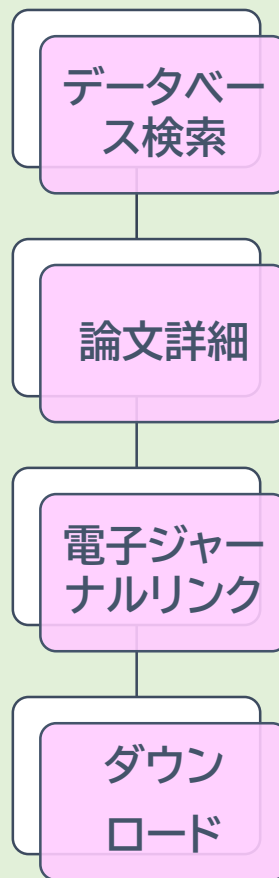 データベー
ス検索
論文詳細
電子ジャー
ナルリンク
ダウン
ロード